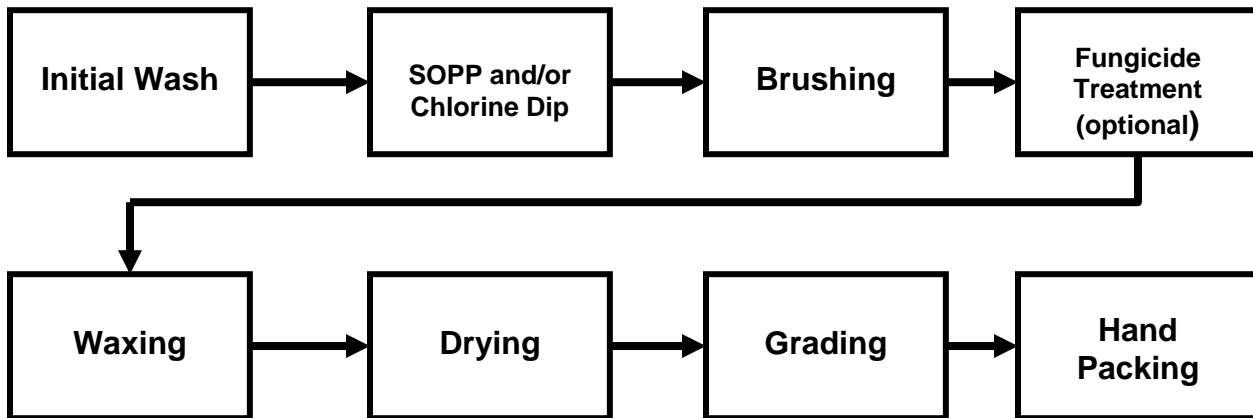 Initial Wash
SOPP and/or
Chlorine Dip
Brushing
Fungicide
Treatment
(optional)
Waxing
Drying
Grading
Hand
Packing